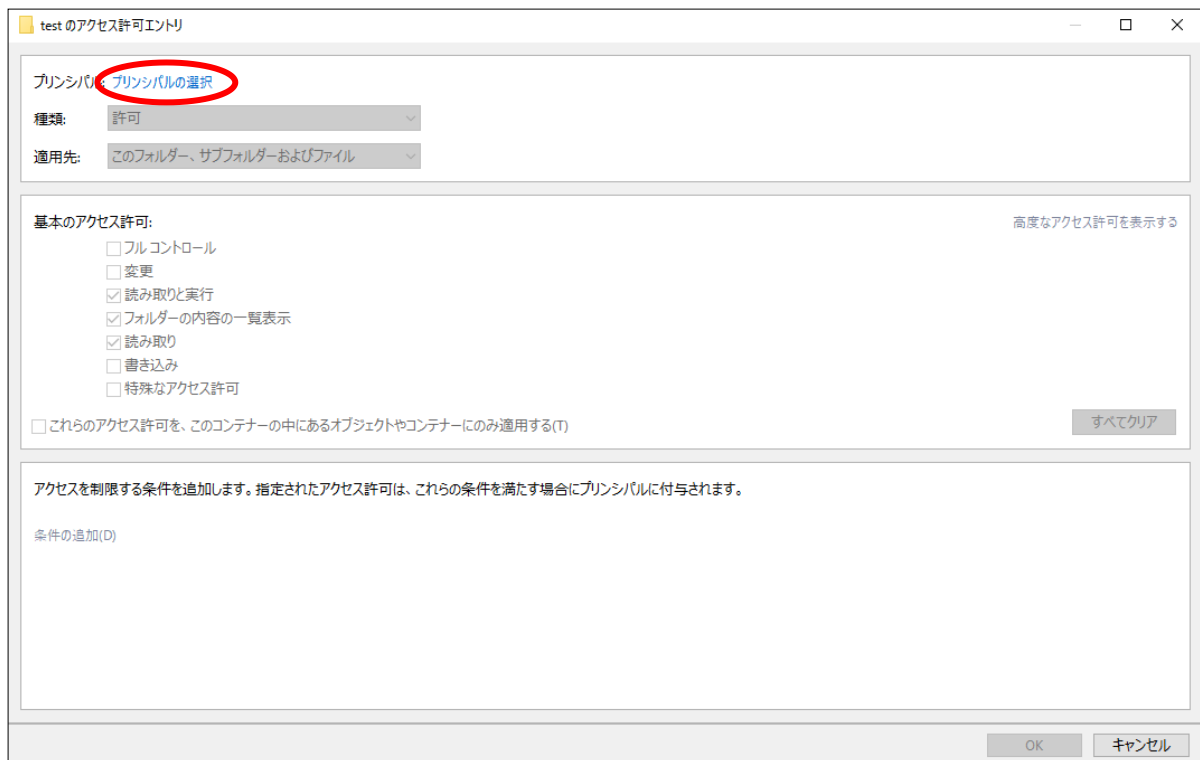 test のアクセス許可エントリ
プリンシパル: プリンシパルの選択
種類: 許可
適用先: このフォルダー、サブフォルダーおよびファイル
基本のアクセス許可: 高度なアクセス許可を表示する
フル コントロール
変更
読み取りと実行
フォルダーの内容の一覧表示
読み取り
書き込み
特殊なアクセス許可
これらのアクセス許可を、このコンテナーの中にあるオブジェクトやコンテナーにのみ適用する(T) すべてクリア
アクセスを制限する条件を追加します。指定されたアクセス許可は、これらの条件を満たす場合にプリンシパルに付与されます。
条件の追加(D)
OK キャンセル